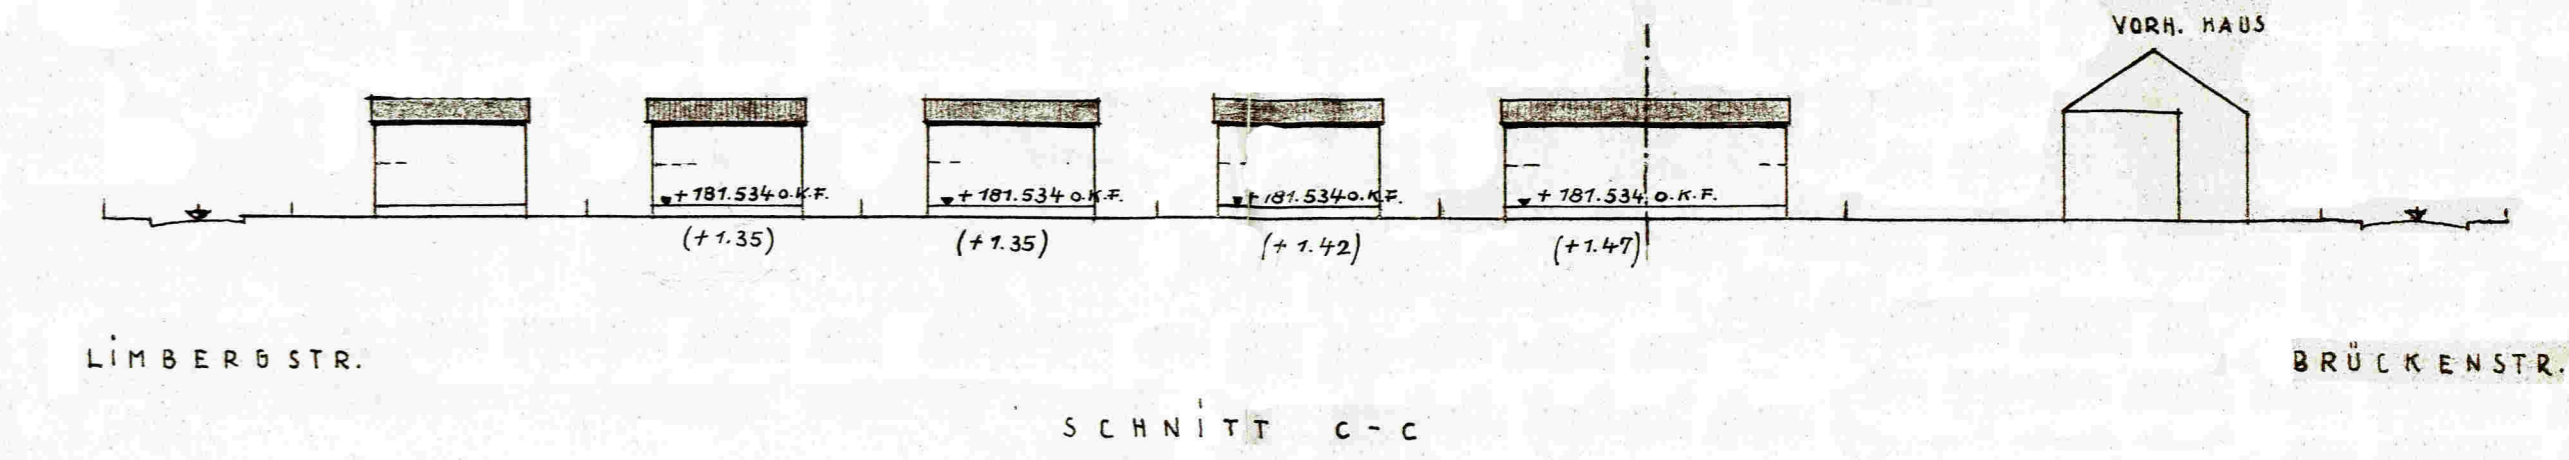 VORH. HAUS
+ 181.534 O.K.F.
+ 181.534 O.K.F.
+ 181.534 O.K.F.
+ 181.534 O.K.F.
(+ 1.35)
(+ 1.35)
(+ 1.42)
(+ 1.47)
LiMBERGSTR.
BRÜCKENSTR.
SCHNiTT C-C